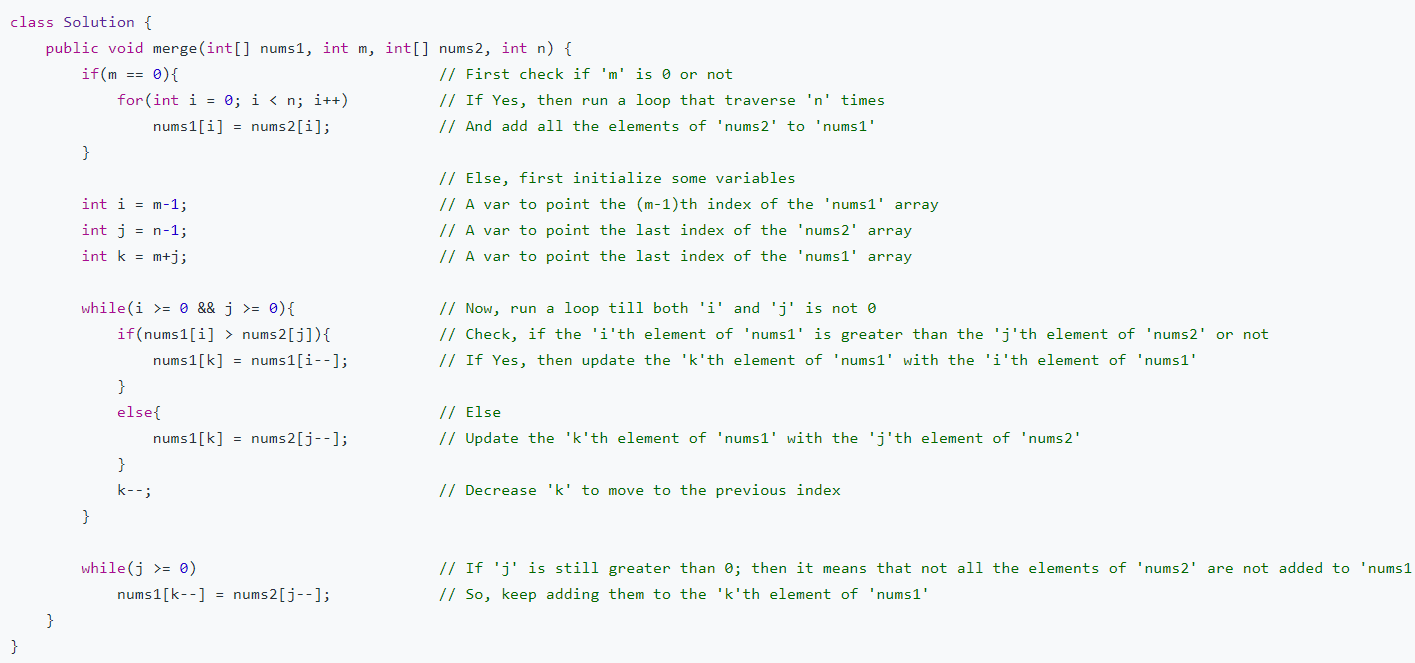 class Solution {
    public void merge(int[] nums1, int m, int[] nums2, int n) {
        if(m == 0){                              // First check if 'm' is 0 or not
            for(int i = 0; i < n; i++)           // If Yes, then run a loop that traverse 'n' times
                nums1[i] = nums2[i];             // And add all the elements of 'nums2' to 'nums1'
        }
                                                 // Else, first initialize some variables
        int i = m-1;                             // A var to point the (m-1)th index of the 'nums1' array
        int j = n-1;                             // A var to point the last index of the 'nums2' array
        int k = m+j;                             // A var to point the last index of the 'nums1' array

        while(i >= 0 && j >= 0){                 // Now, run a loop till both 'i' and 'j' is not 0
            if(nums1[i] > nums2[j]){             // Check, if the 'i'th element of 'nums1' is greater than the 'j'th element of 'nums2' or not
                nums1[k] = nums1[i--];           // If Yes, then update the 'k'th element of 'nums1' with the 'i'th element of 'nums1'
            }
            else{                                // Else
                nums1[k] = nums2[j--];           // Update the 'k'th element of 'nums1' with the 'j'th element of 'nums2'
            }
            k--;                                 // Decrease 'k' to move to the previous index
        }

        while(j >= 0)                            // If 'j' is still greater than 0; then it means that not all the elements of 'nums2' are not added to 'nums1
            nums1[k--] = nums2[j--];             // So, keep adding them to the 'k'th element of 'nums1'
    }
}